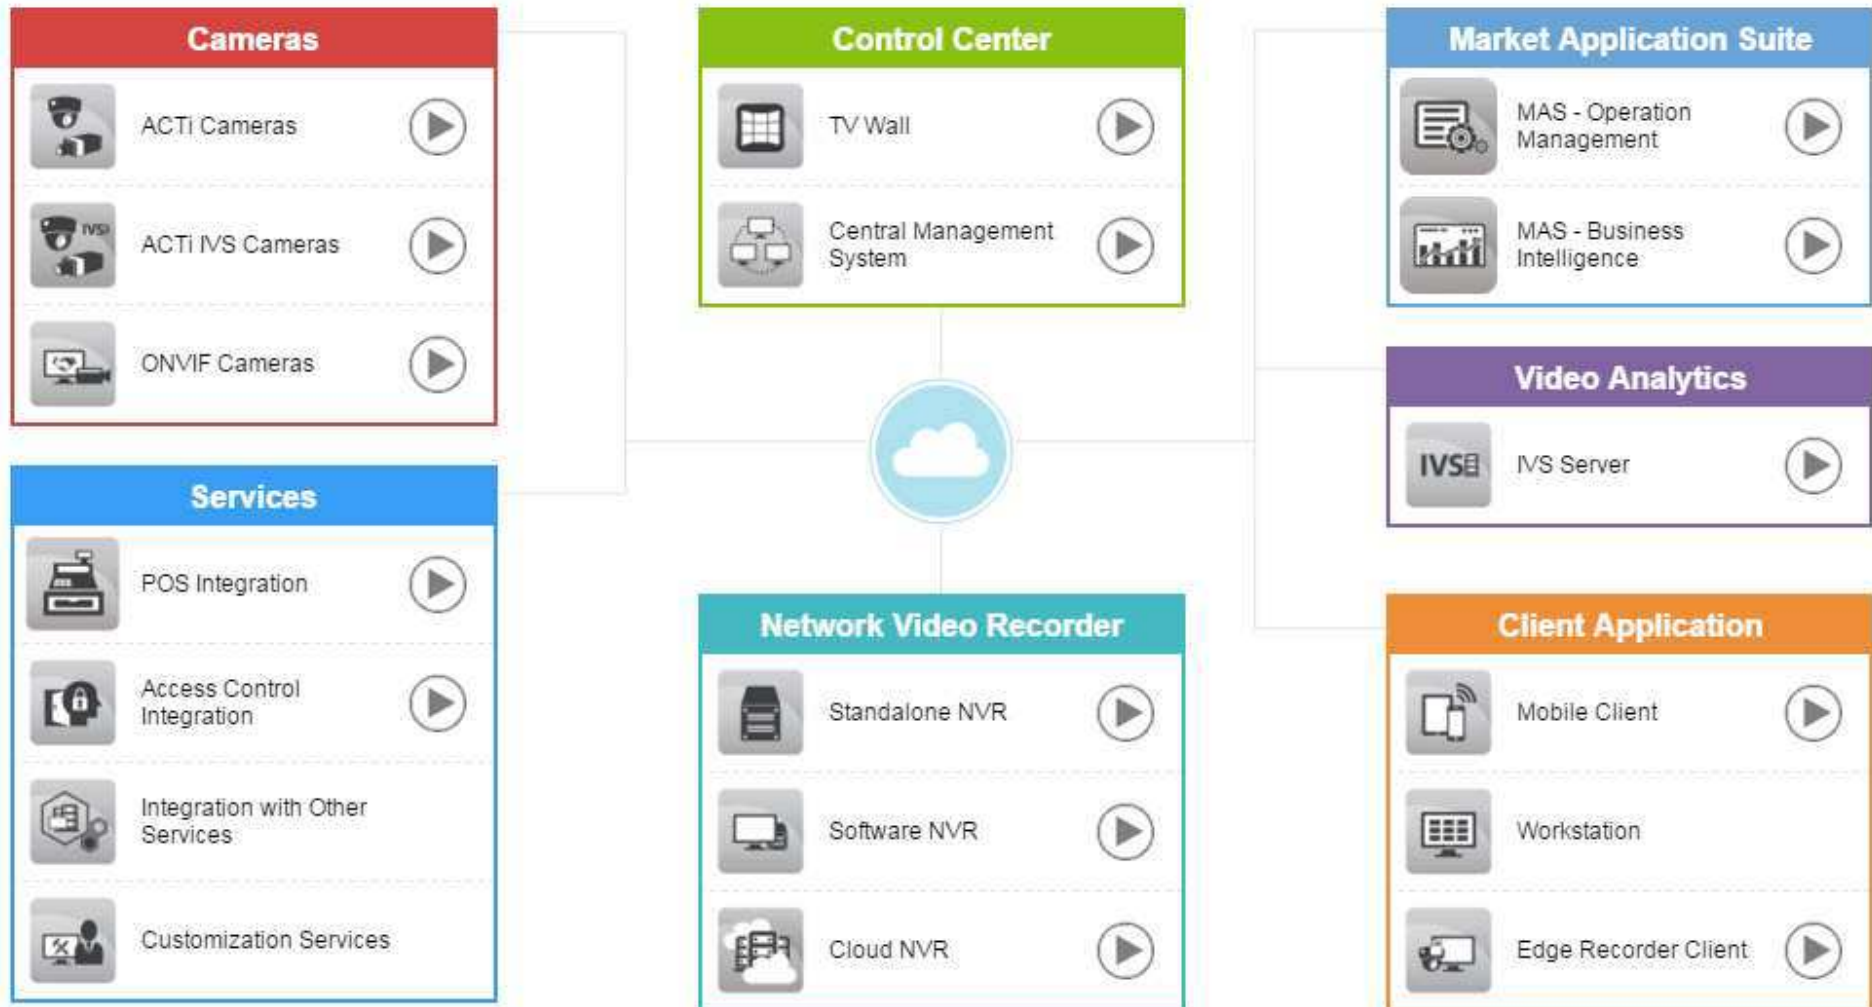 Cameras
ACTi Cameras
IVS
ACTi IVS Cameras
ONVIF Cameras
Services
POS Integration
Access Control
Integration
Integration with Other
Services
Customization Services
Control Center
TV Wall
Central Management
System
Network Video Recorder
Standalone NVR
Software NVR
Cloud NVR
Market Application Suite
MAS - Operation
Management
MAS - Business
Intelligence
Video Analytics
IVS
IVS Server
Client Application
Mobile Client
Workstation
Edge Recorder Client